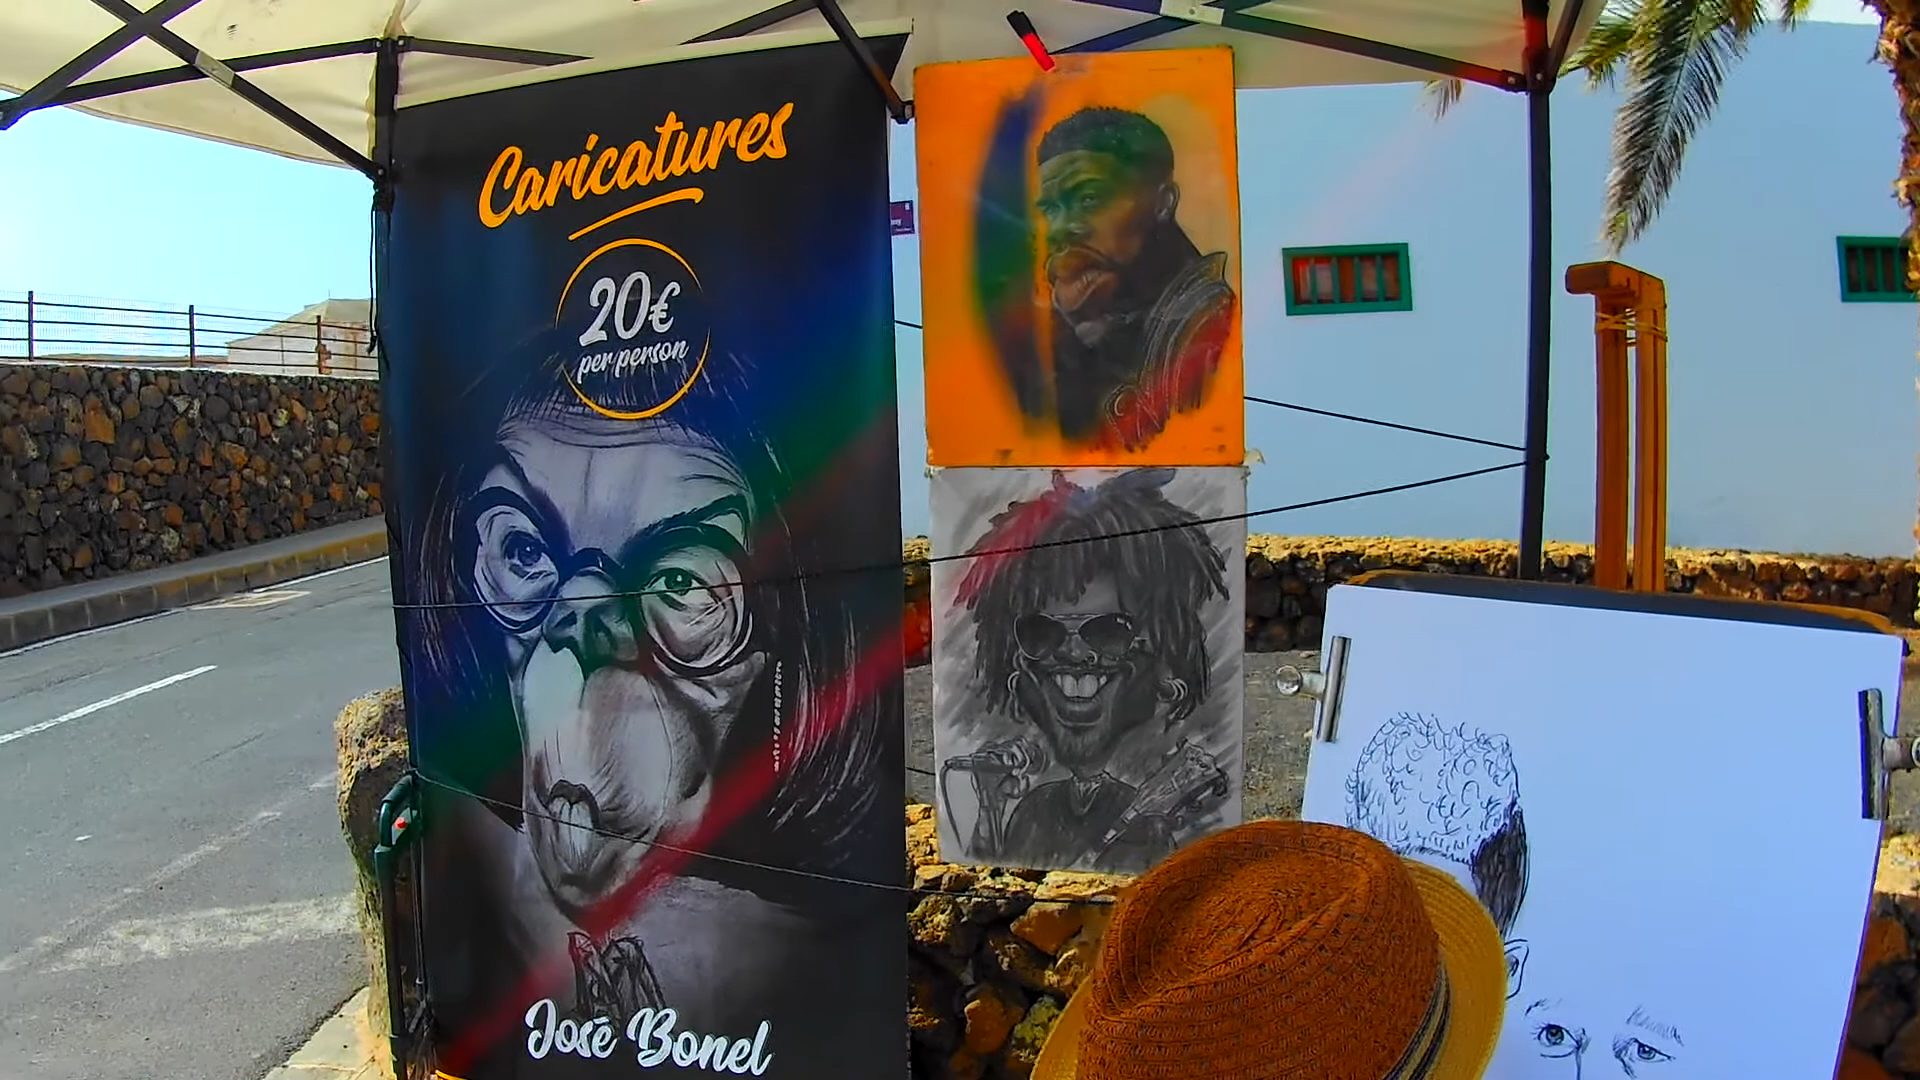 Caricatures
20€
per person
José Bonel